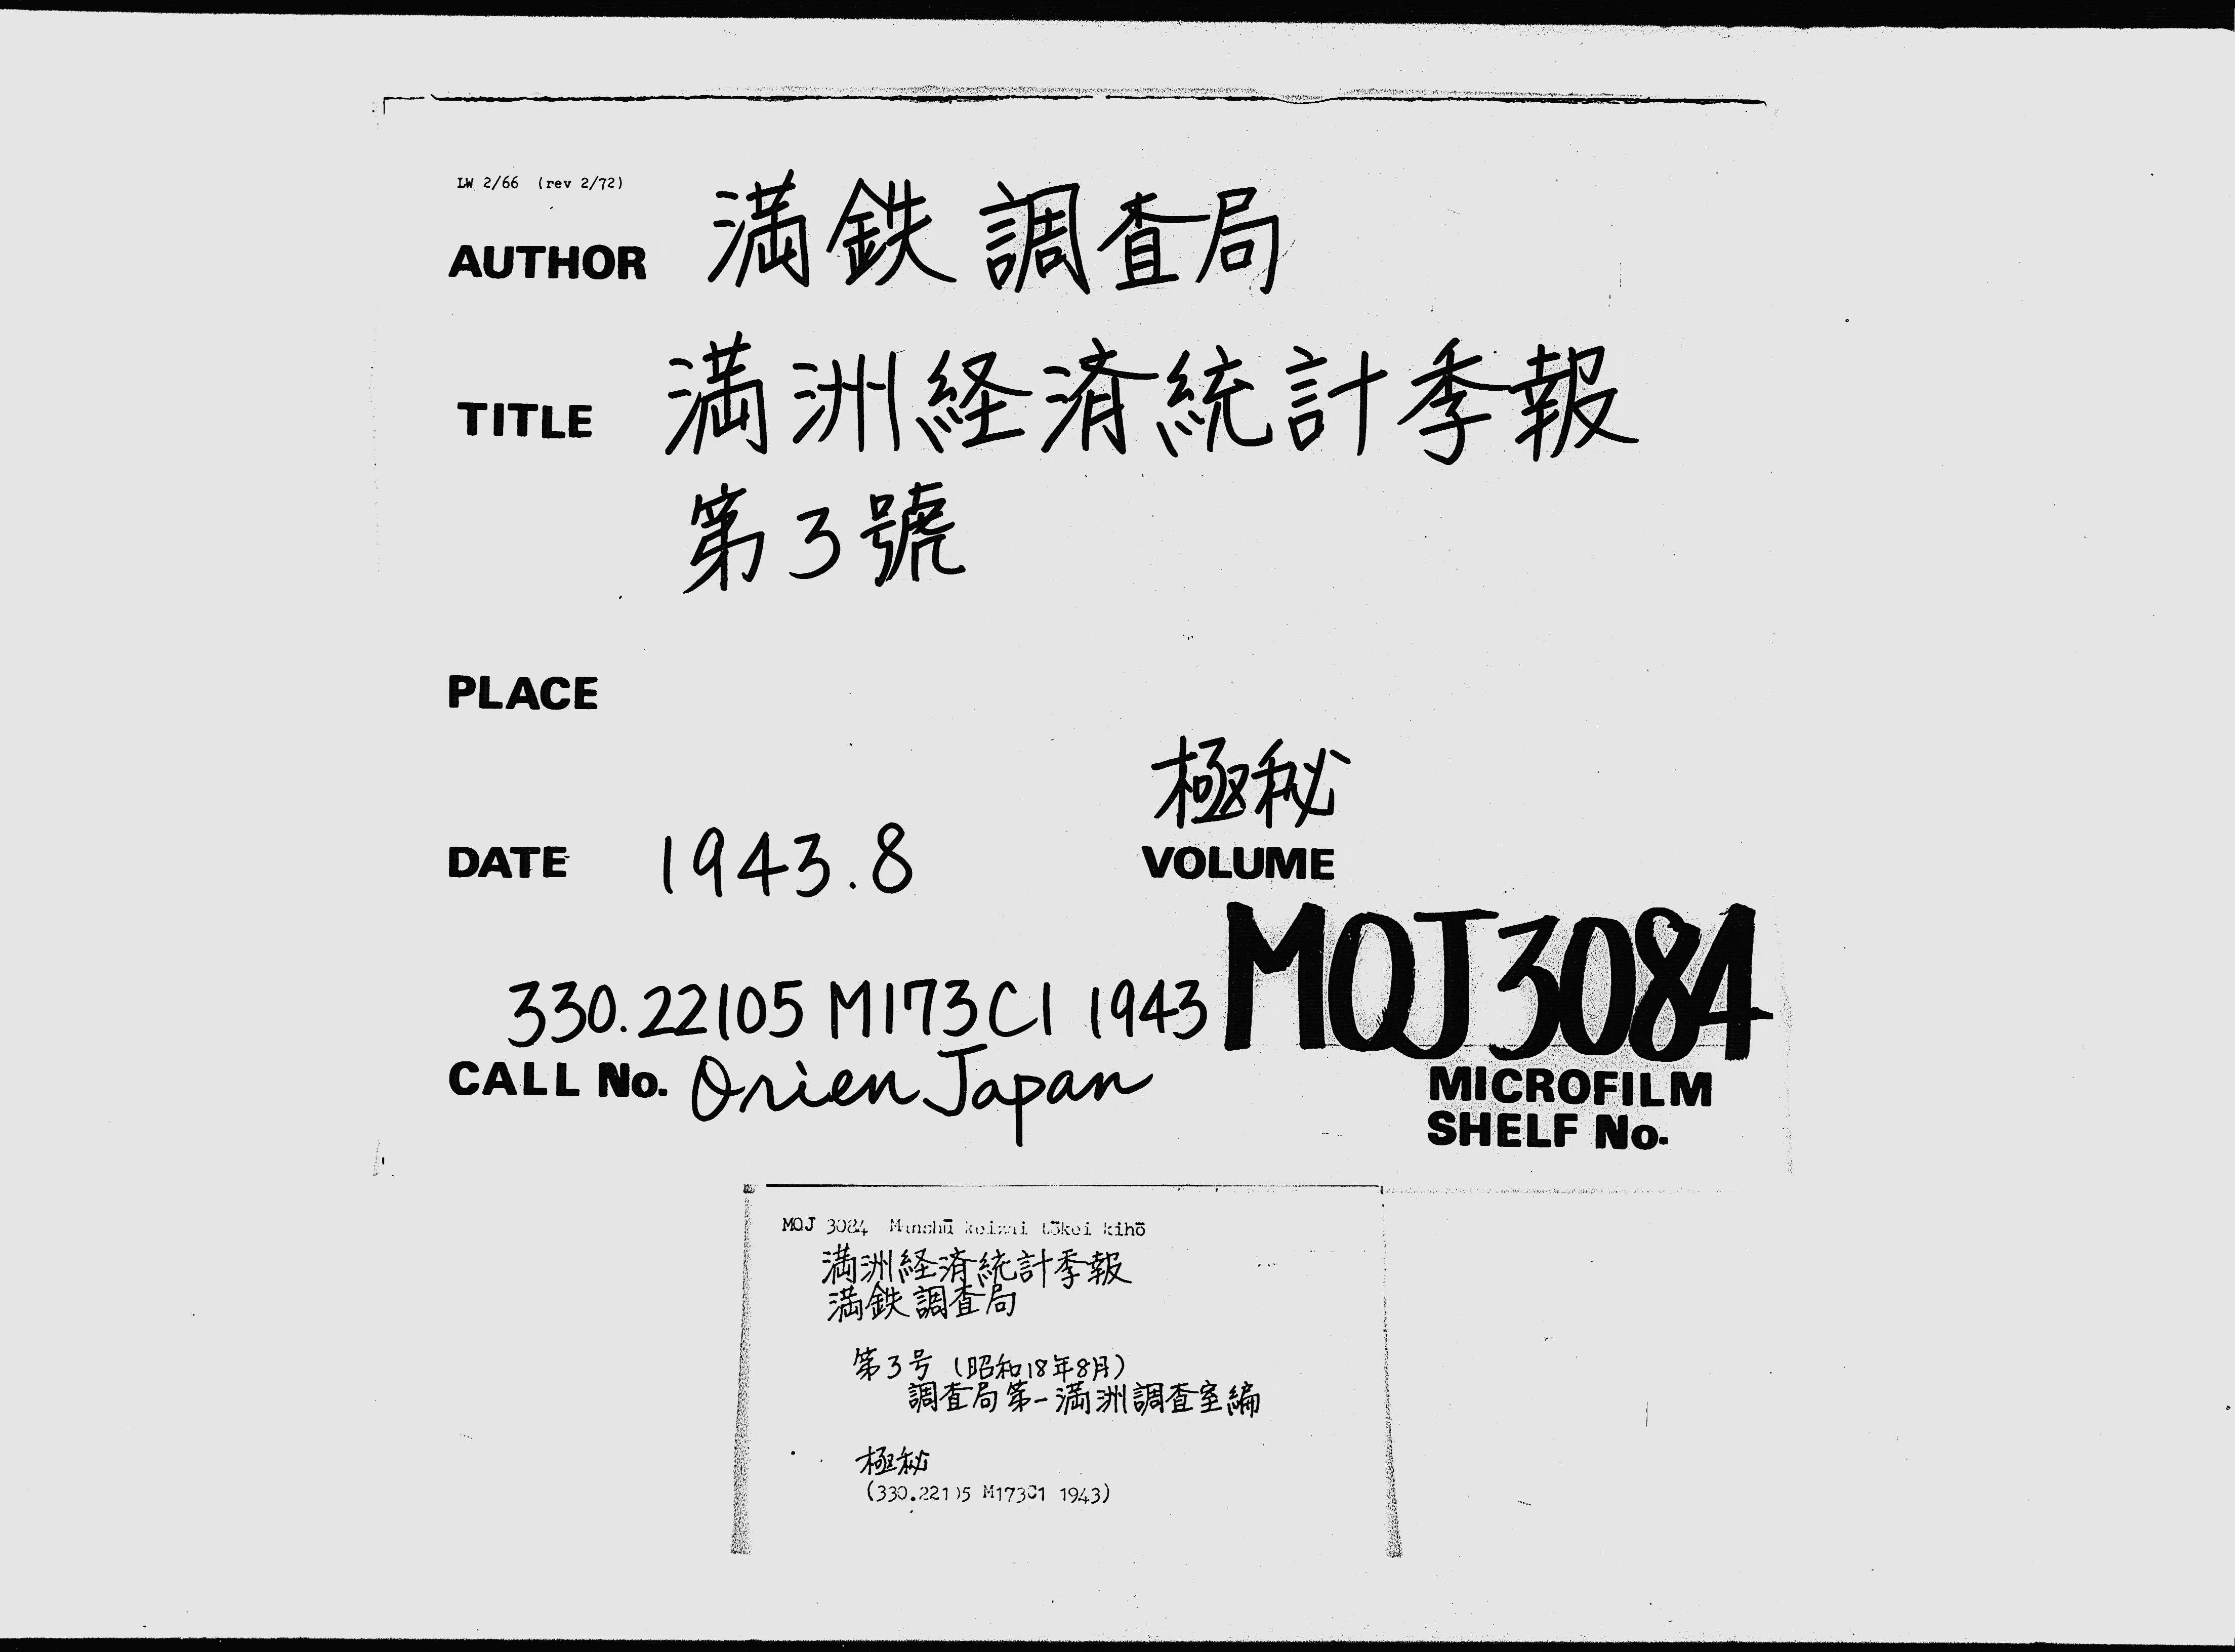 LW 2/66 (rev 2/72)
AUTHOR 満鉄調査局
TITLE 満洲経済統計季報
第3號
PLACE
極秘
DATE 1943.8 VOLUME
330.22105 M173C1 1943 MOJ3084
CALL No. Orien Japan MICROFILM
SHELF No.
MOJ 3084 Manshū keizai tōkei kihō
満洲経済統計季報
満鉄調査局
第3号(昭和18年8月)
調査局第一満洲調査室編
極秘
(330.22105 M173C1 1943)